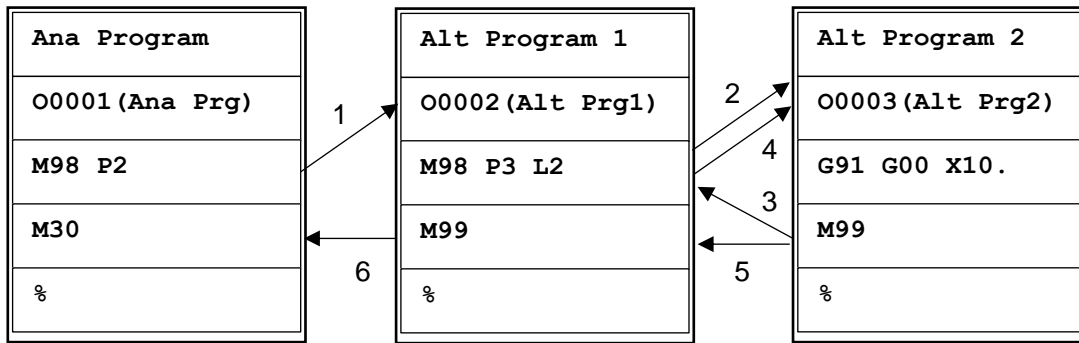 Ana Program
O0001(Ana Prg)
M98 P2
M30
%
1
6
Alt Program 1
O0002(Alt Prg1)
M98 P3 L2
M99
%
2
4
3
5
Alt Program 2
O0003(Alt Prg2)
G91 G00 X10.
M99
%